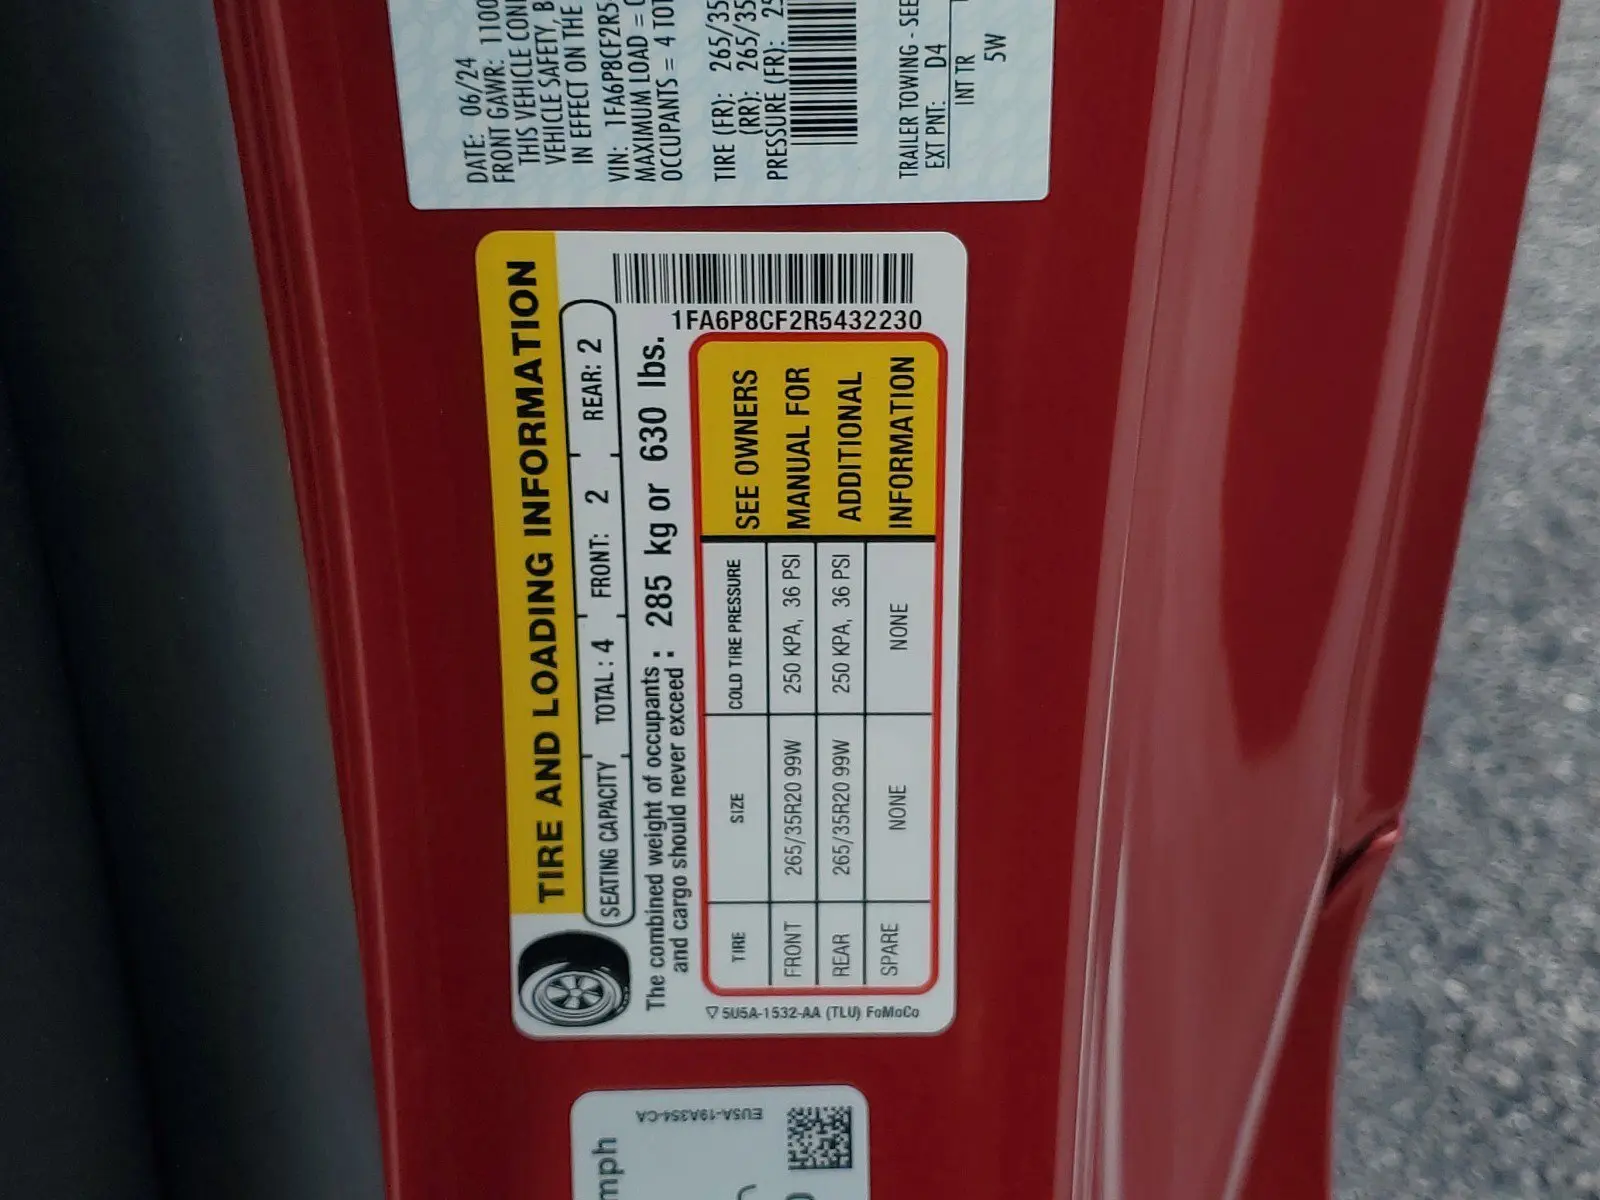 DATE: 06/24
FRONT GAWR: 1100
THIS VEHICLE CON
VEHICLE SAFETY, B
IN EFFECT ON THE
VIN: 1FA6P8CF2R5
MAXIMUM LOAD =
OCCUPANTS = 4 TOT
TIRE (FR): 265/35
(RR): 265/35
PRESSURE (FR): 25
TRAILER TOWING - SEE
EXT PNT: D4
INT TR
5W
TIRE AND LOADING INFORMATION
SEATING CAPACITY TOTAL : 4 FRONT: 2 REAR: 2
The combined weight of occupants :
and cargo should never exceed :
285 kg or 630 lbs.
1FA6P8CF2R5432230
TIRE SIZE COLD TIRE PRESSURE
FRONT 265/35R20 99W 250 KPA, 36 PSI
REAR 265/35R20 99W 250 KPA, 36 PSI
SPARE NONE NONE
SEE OWNERS
MANUAL FOR
ADDITIONAL
INFORMATION
5U5A-1532-AA (TLU) FoMoCo
mph
EU5A-19A354-CA